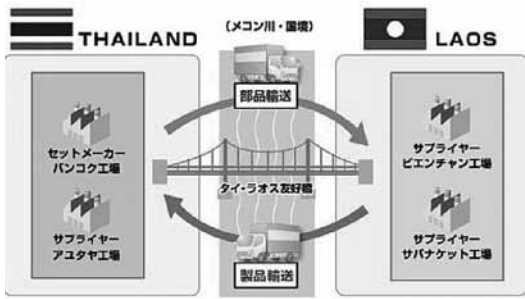 THAILAND
(メコン川・国境)
LAOS
部品輸送
セットメーカー
バンコク工場
サプライヤー
ビエンチャン工場
タイ・ラオス友好橋
サプライヤー
アユタヤ工場
サプライヤー
サバナケット工場
製品輸送